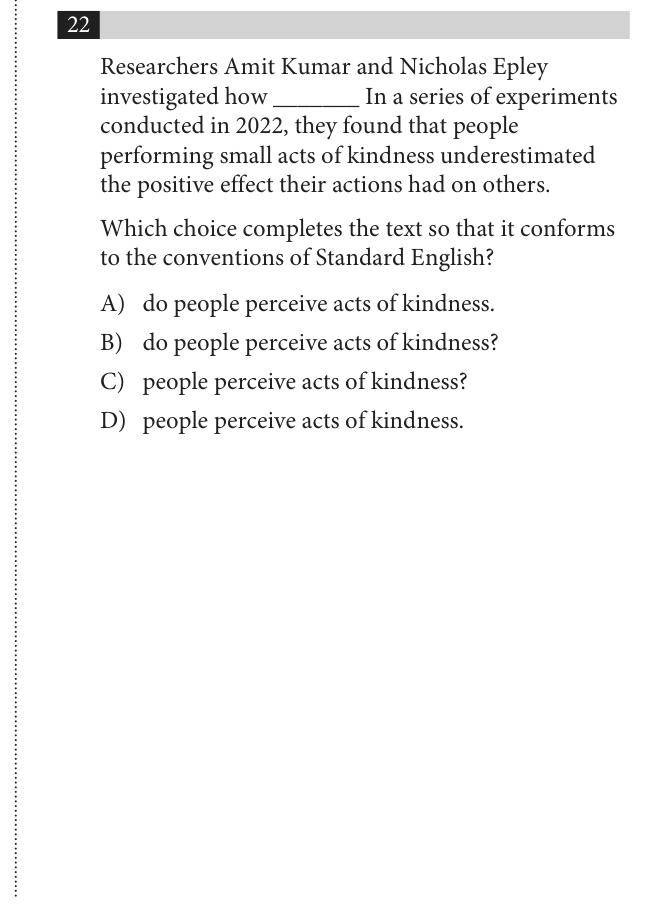 22
Researchers Amit Kumar and Nicholas Epley
investigated how _______ In a series of experiments
conducted in 2022, they found that people
performing small acts of kindness underestimated
the positive effect their actions had on others.
Which choice completes the text so that it conforms
to the conventions of Standard English?
A) do people perceive acts of kindness.
B) do people perceive acts of kindness?
C) people perceive acts of kindness?
D) people perceive acts of kindness.